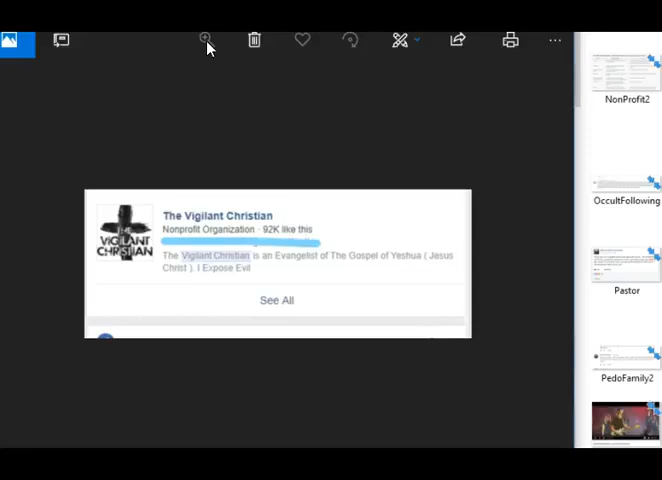 THE
VIGILANT
CHRISTIAN
The Vigilant Christian
Nonprofit Organization · 92K like this
The Vigilant Christian is an Evangelist of The Gospel of Yeshua ( Jesus
Christ ). I Expose Evil
See All
NonProfit2
OccultFollowing
Pastor
PedoFamily2